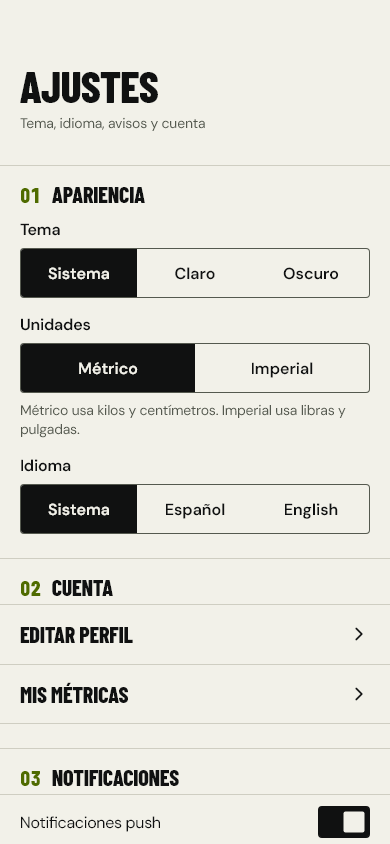 AJUSTES
Tema, idioma, avisos y cuenta
01 APARIENCIA
Tema
Sistema Claro Oscuro
Unidades
Métrico Imperial
Métrico usa kilos y centímetros. Imperial usa libras y
pulgadas.
Idioma
Sistema Español English
02 CUENTA
EDITAR PERFIL
MIS MÉTRICAS
03 NOTIFICACIONES
Notificaciones push